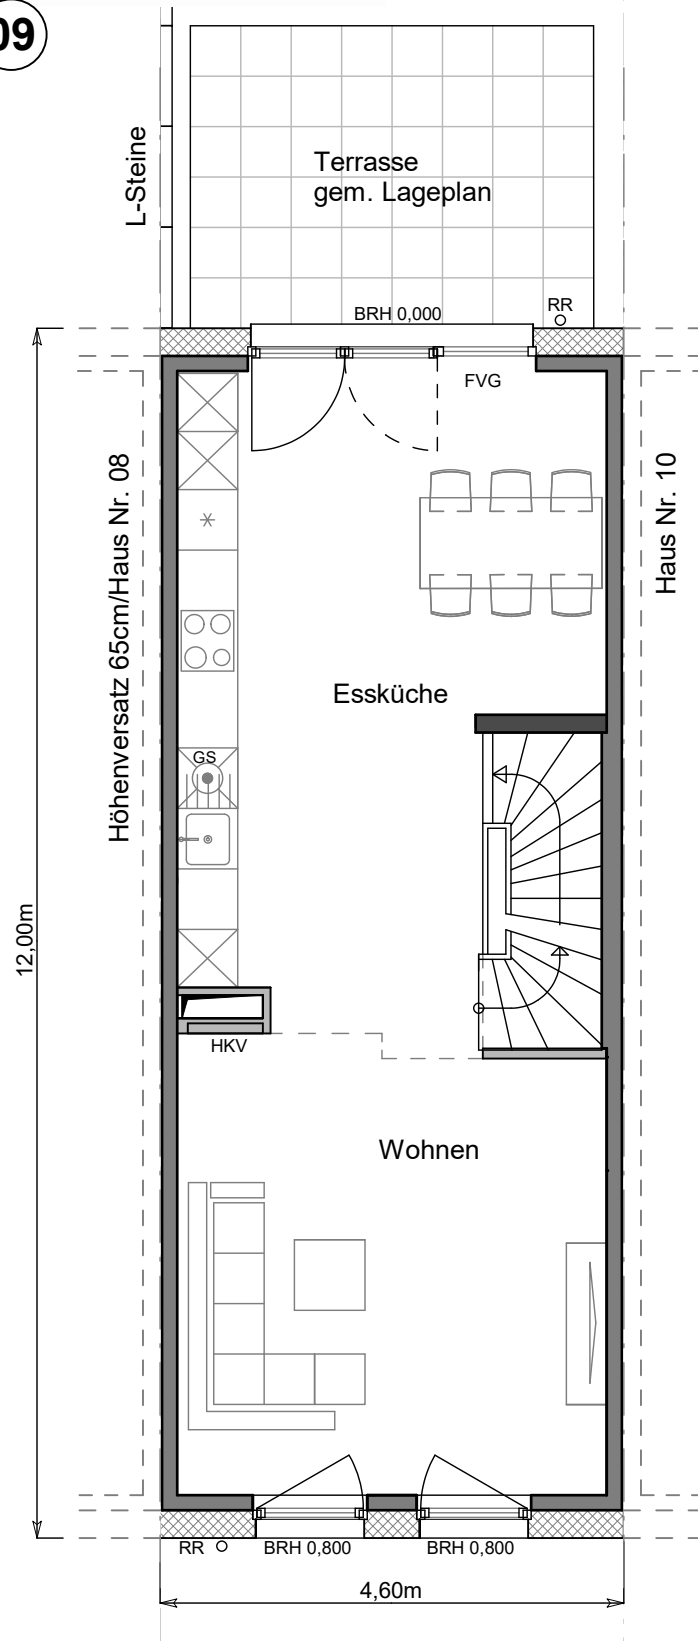 09
L-Steine
Terrasse
gem. Lageplan
BRH 0,000
RR
FVG
Höhenversatz 65cm/Haus Nr. 08
Haus Nr. 10
Essküche
GS
12,00m
HKV
Wohnen
RR
BRH 0,800
BRH 0,800
4,60m